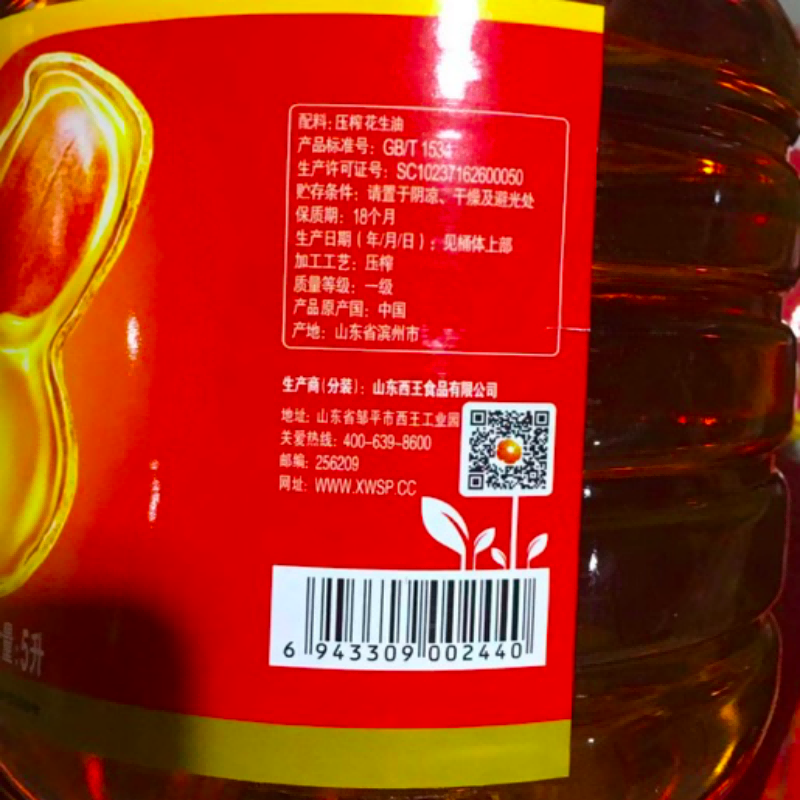 配料：压榨花生油
产品标准号：GB/T 1534
生产许可证号：SC10237162600050
贮存条件：请置于阴凉、干燥及避光处
保质期：18个月
生产日期（年/月/日）：见桶体上部
加工工艺：压榨
质量等级：一级
产品原产国：中国
产地：山东省滨州市
生产商（分装）：山东西王食品有限公司
地址：山东省邹平市西王工业园
关爱热线：400-639-8600
邮编：256209
网址：WWW.XWSP.CC
6 943309 002440
量：5升